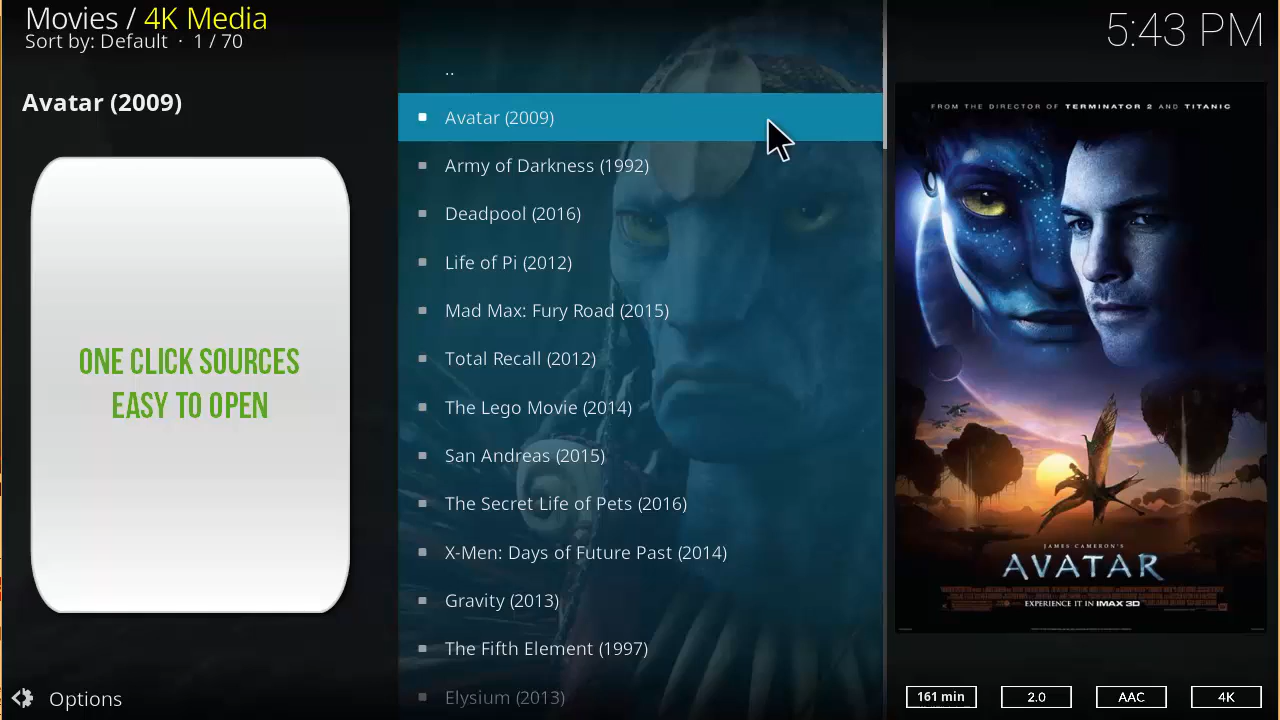 Movies / 4K Media
Sort by: Default · 1 / 70
5:43 PM
Avatar (2009)
ONE CLICK SOURCES
EASY TO OPEN
..
Avatar (2009)
Army of Darkness (1992)
Deadpool (2016)
Life of Pi (2012)
Mad Max: Fury Road (2015)
Total Recall (2012)
The Lego Movie (2014)
San Andreas (2015)
The Secret Life of Pets (2016)
X-Men: Days of Future Past (2014)
Gravity (2013)
The Fifth Element (1997)
Elysium (2013)
FROM THE DIRECTOR OF TERMINATOR 2 AND TITANIC
JAMES CAMERON'S
AVATAR
EXPERIENCE IT IN IMAX 3D
Options
161 min
2.0
AAC
4K